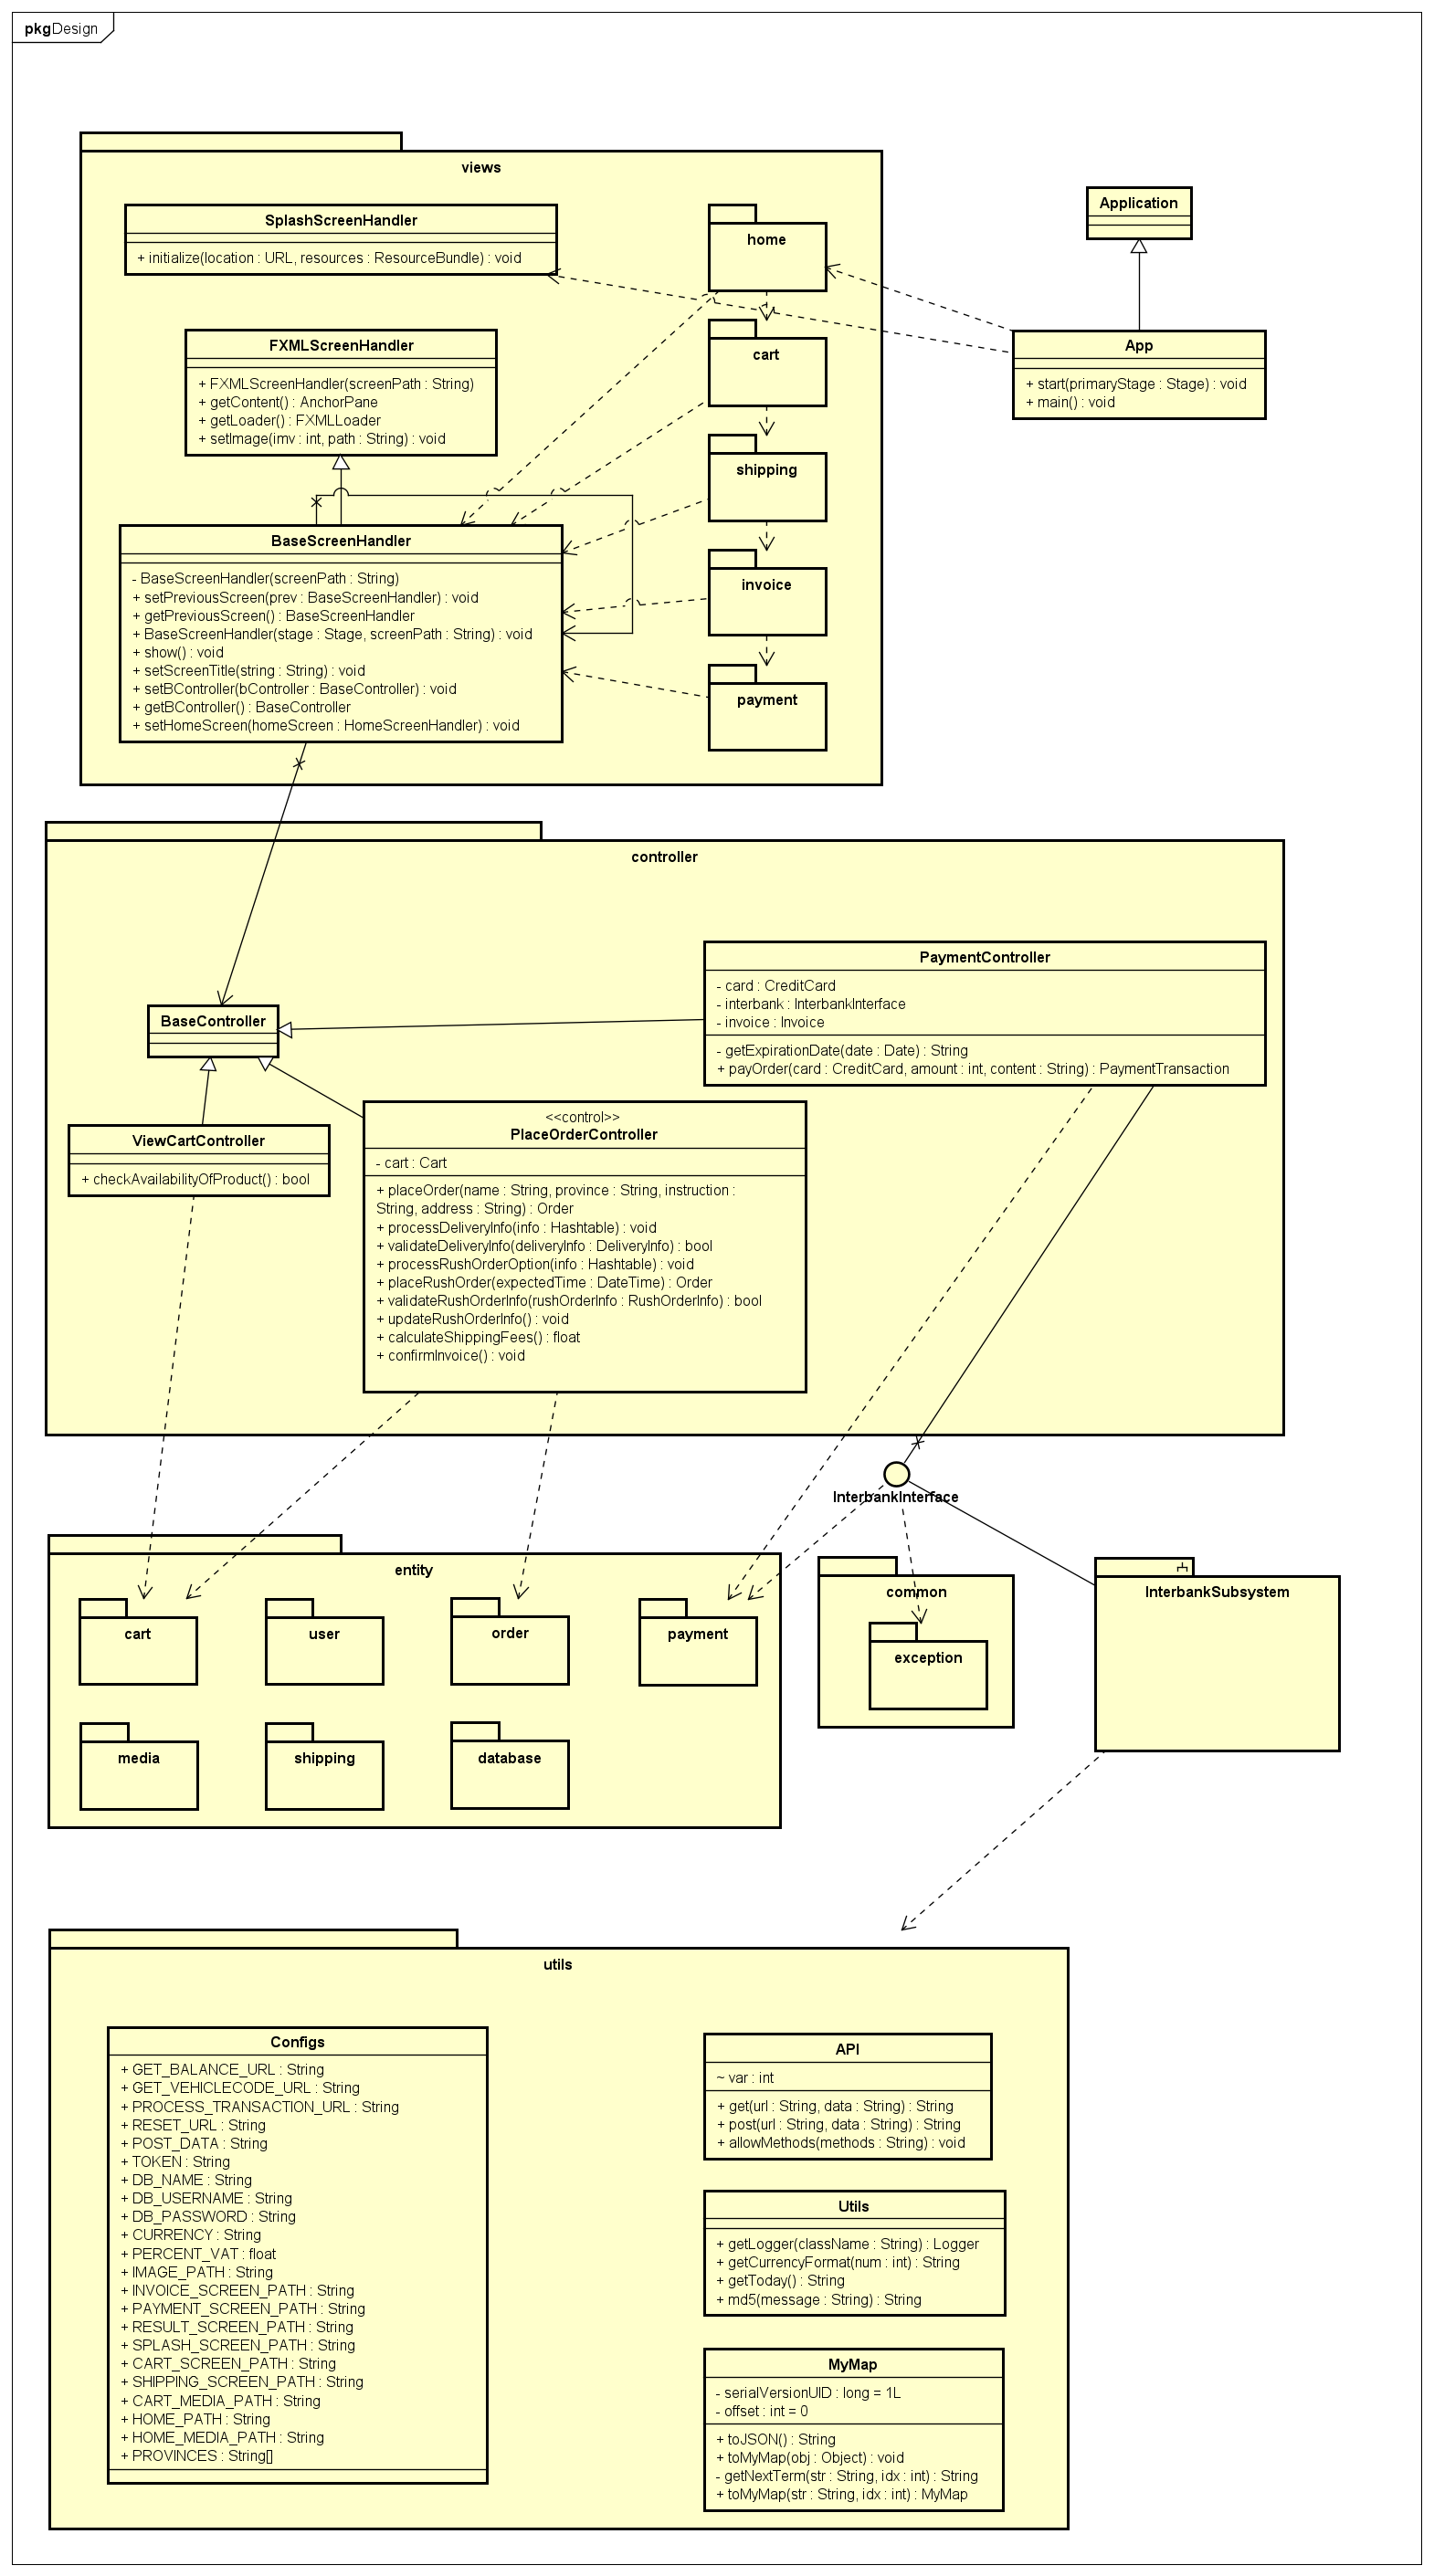 pkgDesign
views
SplashScreenHandler
+ initialize(location : URL, resources : ResourceBundle) : void
FXMLScreenHandler
+ FXMLScreenHandler(screenPath : String)
+ getContent() : AnchorPane
+ getLoader() : FXMLLoader
+ setImage(imv : int, path : String) : void
BaseScreenHandler
- BaseScreenHandler(screenPath : String)
+ setPreviousScreen(prev : BaseScreenHandler) : void
+ getPreviousScreen() : BaseScreenHandler
+ BaseScreenHandler(stage : Stage, screenPath : String) : void
+ show() : void
+ setScreenTitle(string : String) : void
+ setBController(bController : BaseController) : void
+ getBController() : BaseController
+ setHomeScreen(homeScreen : HomeScreenHandler) : void
home
cart
shipping
invoice
payment
Application
App
+ start(primaryStage : Stage) : void
+ main() : void
controller
BaseController
PaymentController
- card : CreditCard
- interbank : InterbankInterface
- invoice : Invoice
- getExpirationDate(date : Date) : String
+ payOrder(card : CreditCard, amount : int, content : String) : PaymentTransaction
ViewCartController
+ checkAvailabilityOfProduct() : bool
<<control>>
PlaceOrderController
- cart : Cart
+ placeOrder(name : String, province : String, instruction :
String, address : String) : Order
+ processDeliveryInfo(info : Hashtable) : void
+ validateDeliveryInfo(deliveryInfo : DeliveryInfo) : bool
+ processRushOrderOption(info : Hashtable) : void
+ placeRushOrder(expectedTime : DateTime) : Order
+ validateRushOrderInfo(rushOrderInfo : RushOrderInfo) : bool
+ updateRushOrderInfo() : void
+ calculateShippingFees() : float
+ confirmInvoice() : void
InterbankInterface
entity
cart
user
order
payment
media
shipping
database
common
exception
InterbankSubsystem
utils
Configs
+ GET_BALANCE_URL : String
+ GET_VEHICLECODE_URL : String
+ PROCESS_TRANSACTION_URL : String
+ RESET_URL : String
+ POST_DATA : String
+ TOKEN : String
+ DB_NAME : String
+ DB_USERNAME : String
+ DB_PASSWORD : String
+ CURRENCY : String
+ PERCENT_VAT : float
+ IMAGE_PATH : String
+ INVOICE_SCREEN_PATH : String
+ PAYMENT_SCREEN_PATH : String
+ RESULT_SCREEN_PATH : String
+ SPLASH_SCREEN_PATH : String
+ CART_SCREEN_PATH : String
+ SHIPPING_SCREEN_PATH : String
+ CART_MEDIA_PATH : String
+ HOME_PATH : String
+ HOME_MEDIA_PATH : String
+ PROVINCES : String[]
API
~ var : int
+ get(url : String, data : String) : String
+ post(url : String, data : String) : String
+ allowMethods(methods : String) : void
Utils
+ getLogger(className : String) : Logger
+ getCurrencyFormat(num : int) : String
+ getToday() : String
+ md5(message : String) : String
MyMap
- serialVersionUID : long = 1L
- offset : int = 0
+ toJSON() : String
+ toMyMap(obj : Object) : void
- getNextTerm(str : String, idx : int) : String
+ toMyMap(str : String, idx : int) : MyMap